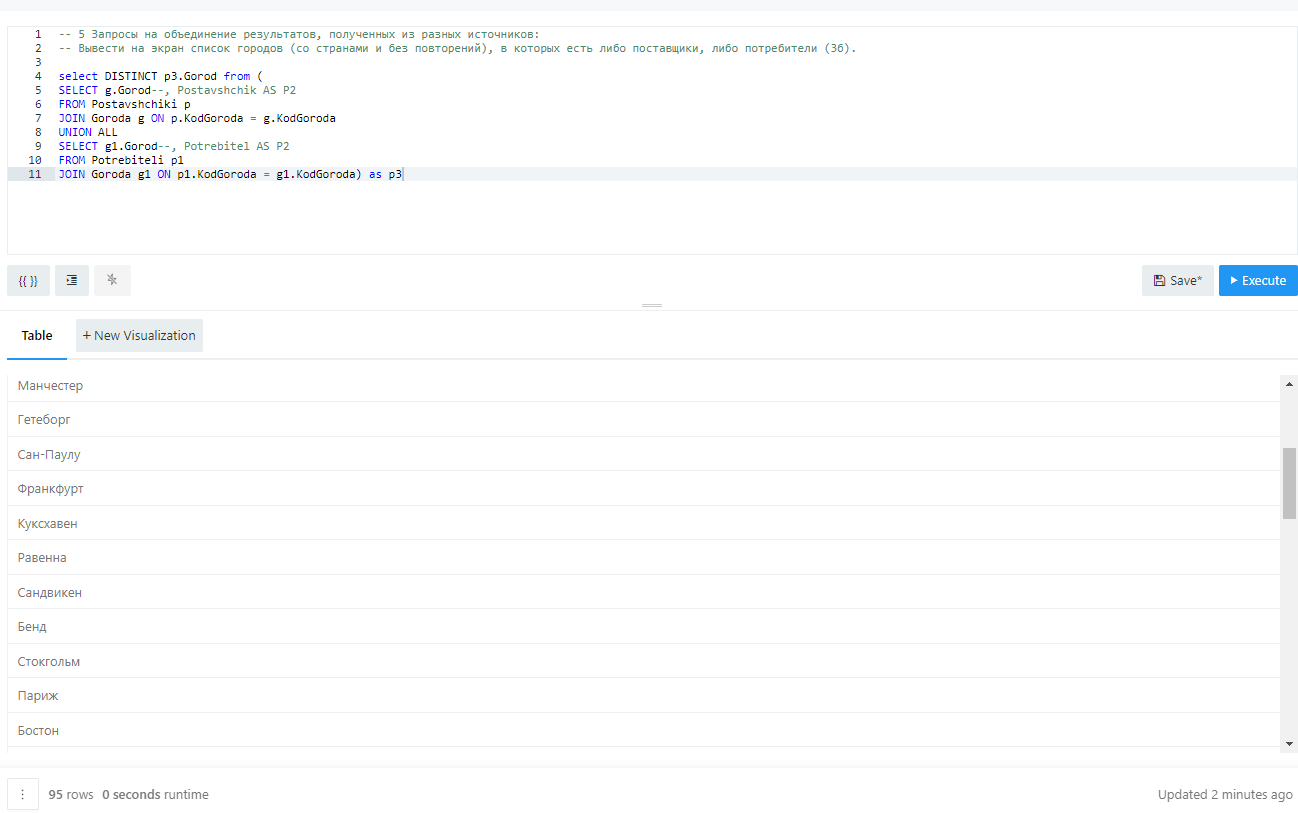 1 -- 5 Запросы на объединение результатов, полученных из разных источников:
2 -- Вывести на экран список городов (со странами и без повторений), в которых есть либо поставщики, либо потребители (3б).
3
4 select DISTINCT p3.Gorod from (
5 SELECT g.Gorod--, Postavshchik AS P2
6 FROM Postavshchiki p
7 JOIN Goroda g ON p.KodGoroda = g.KodGoroda
8 UNION ALL
9 SELECT g1.Gorod--, Potrebitel AS P2
10 FROM Potrebiteli p1
11 JOIN Goroda g1 ON p1.KodGoroda = g1.KodGoroda) as p3
{{ }} Save* Execute
Table + New Visualization
Манчестер
Гетеборг
Сан-Паулу
Франкфурт
Куксхавен
Равенна
Сандвикен
Бенд
Стокгольм
Париж
Бостон
95 rows 0 seconds runtime Updated 2 minutes ago